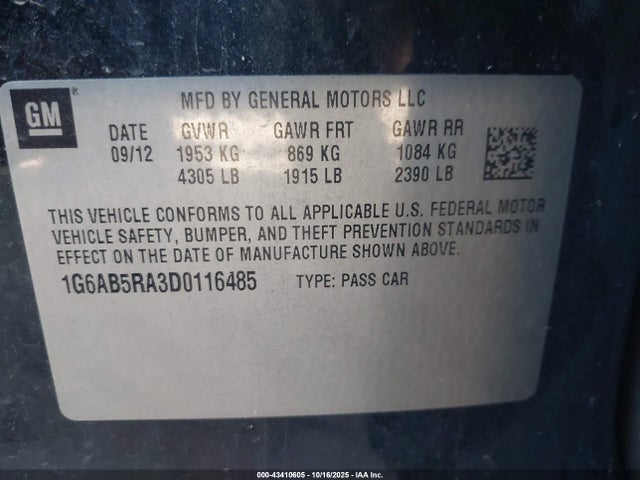 GM ®
MFD BY GENERAL MOTORS LLC
DATE GVWR GAWR FRT GAWR RR
09/12 1953 KG 869 KG 1084 KG
4305 LB 1915 LB 2390 LB
THIS VEHICLE CONFORMS TO ALL APPLICABLE U.S. FEDERAL MOTOR
VEHICLE SAFETY, BUMPER, AND THEFT PREVENTION STANDARDS IN
EFFECT ON THE DATE OF MANUFACTURE SHOWN ABOVE.
1G6AB5RA3D0116485 TYPE: PASS CAR
000-43410605 | 10/16/2025 | IAA Inc.